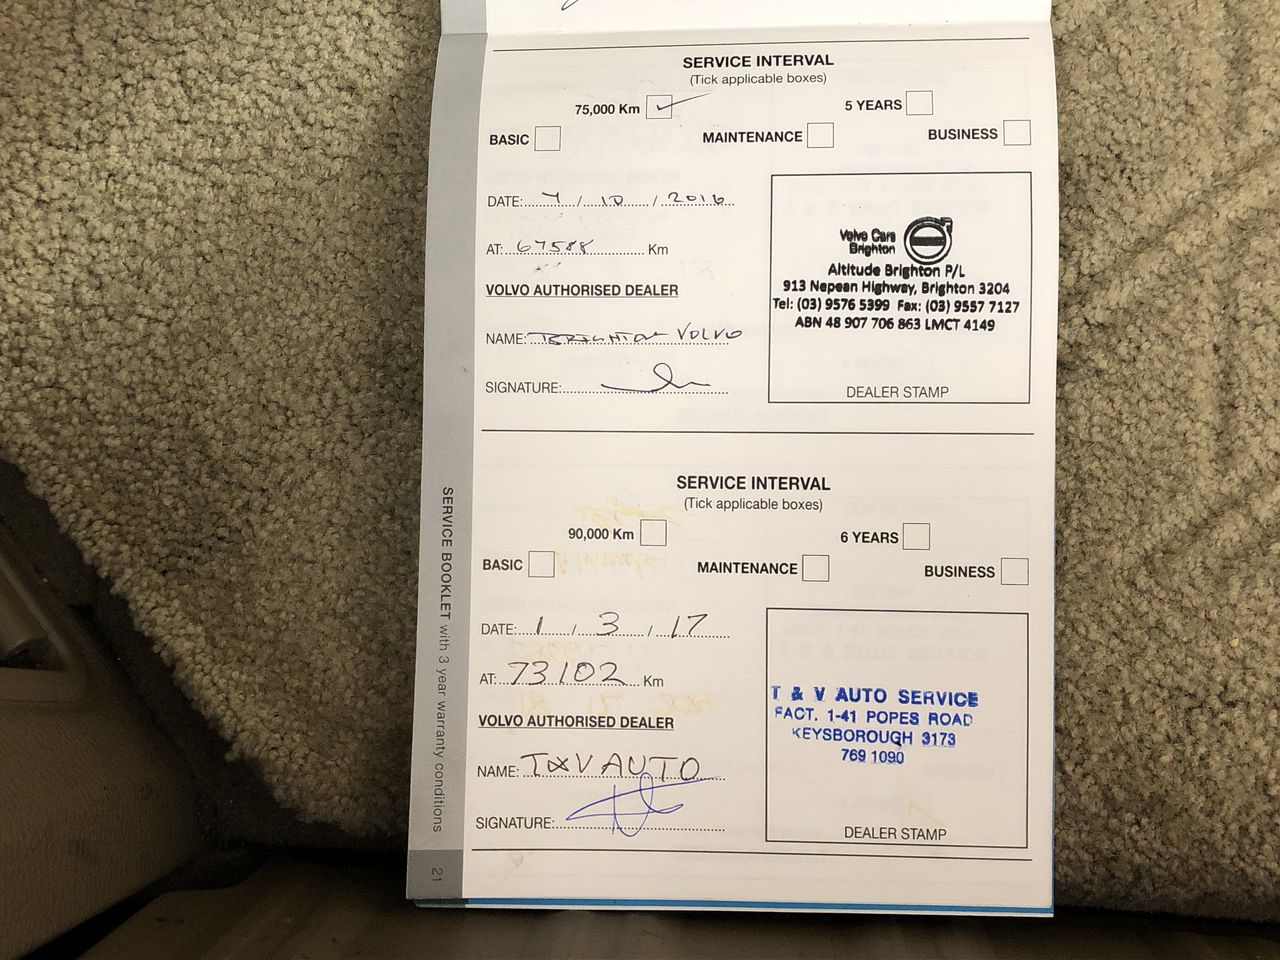 SERVICE INTERVAL
(Tick applicable boxes)
75,000 Km 5 YEARS
BASIC MAINTENANCE BUSINESS
DATE: 7 / 10 / 2016
AT: 67588 Km
VOLVO AUTHORISED DEALER
NAME: BRIGHTON VOLVO
SIGNATURE:
Volvo Cars
Brighton
Altitude Brighton P/L
913 Nepean Highway, Brighton 3204
Tel: (03) 9576 5399 Fax: (03) 9557 7127
ABN 48 907 706 863 LMCT 4149
DEALER STAMP
SERVICE INTERVAL
(Tick applicable boxes)
90,000 Km 6 YEARS
BASIC MAINTENANCE BUSINESS
DATE: 1 / 3 / 17
AT: 73102 Km
VOLVO AUTHORISED DEALER
NAME: T&V AUTO
SIGNATURE:
T & V AUTO SERVICE
FACT. 1-41 POPES ROAD
KEYSBOROUGH 3173
769 1090
DEALER STAMP
SERVICE BOOKLET with 3 year warranty conditions
21